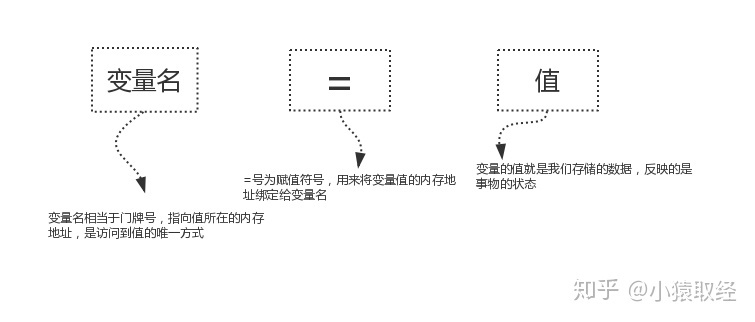 变量名
=
值
变量的值就是我们存储的数据，反映的是
事物的状态
=号为赋值符号，用来将变量值的内存地
址绑定给变量名
变量名相当于门牌号，指向值所在的内存
地址，是访问到值的唯一方式
知乎 @小猿取经